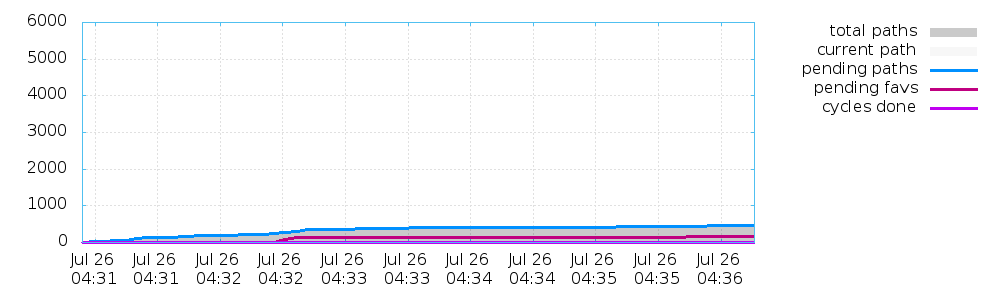 6000
5000
4000
3000
2000
1000
0
total paths
current path
pending paths
pending favs
cycles done
Jul 26 Jul 26 Jul 26 Jul 26 Jul 26 Jul 26 Jul 26 Jul 26 Jul 26 Jul 26 Jul 26
04:31 04:31 04:32 04:32 04:33 04:33 04:34 04:34 04:35 04:35 04:36